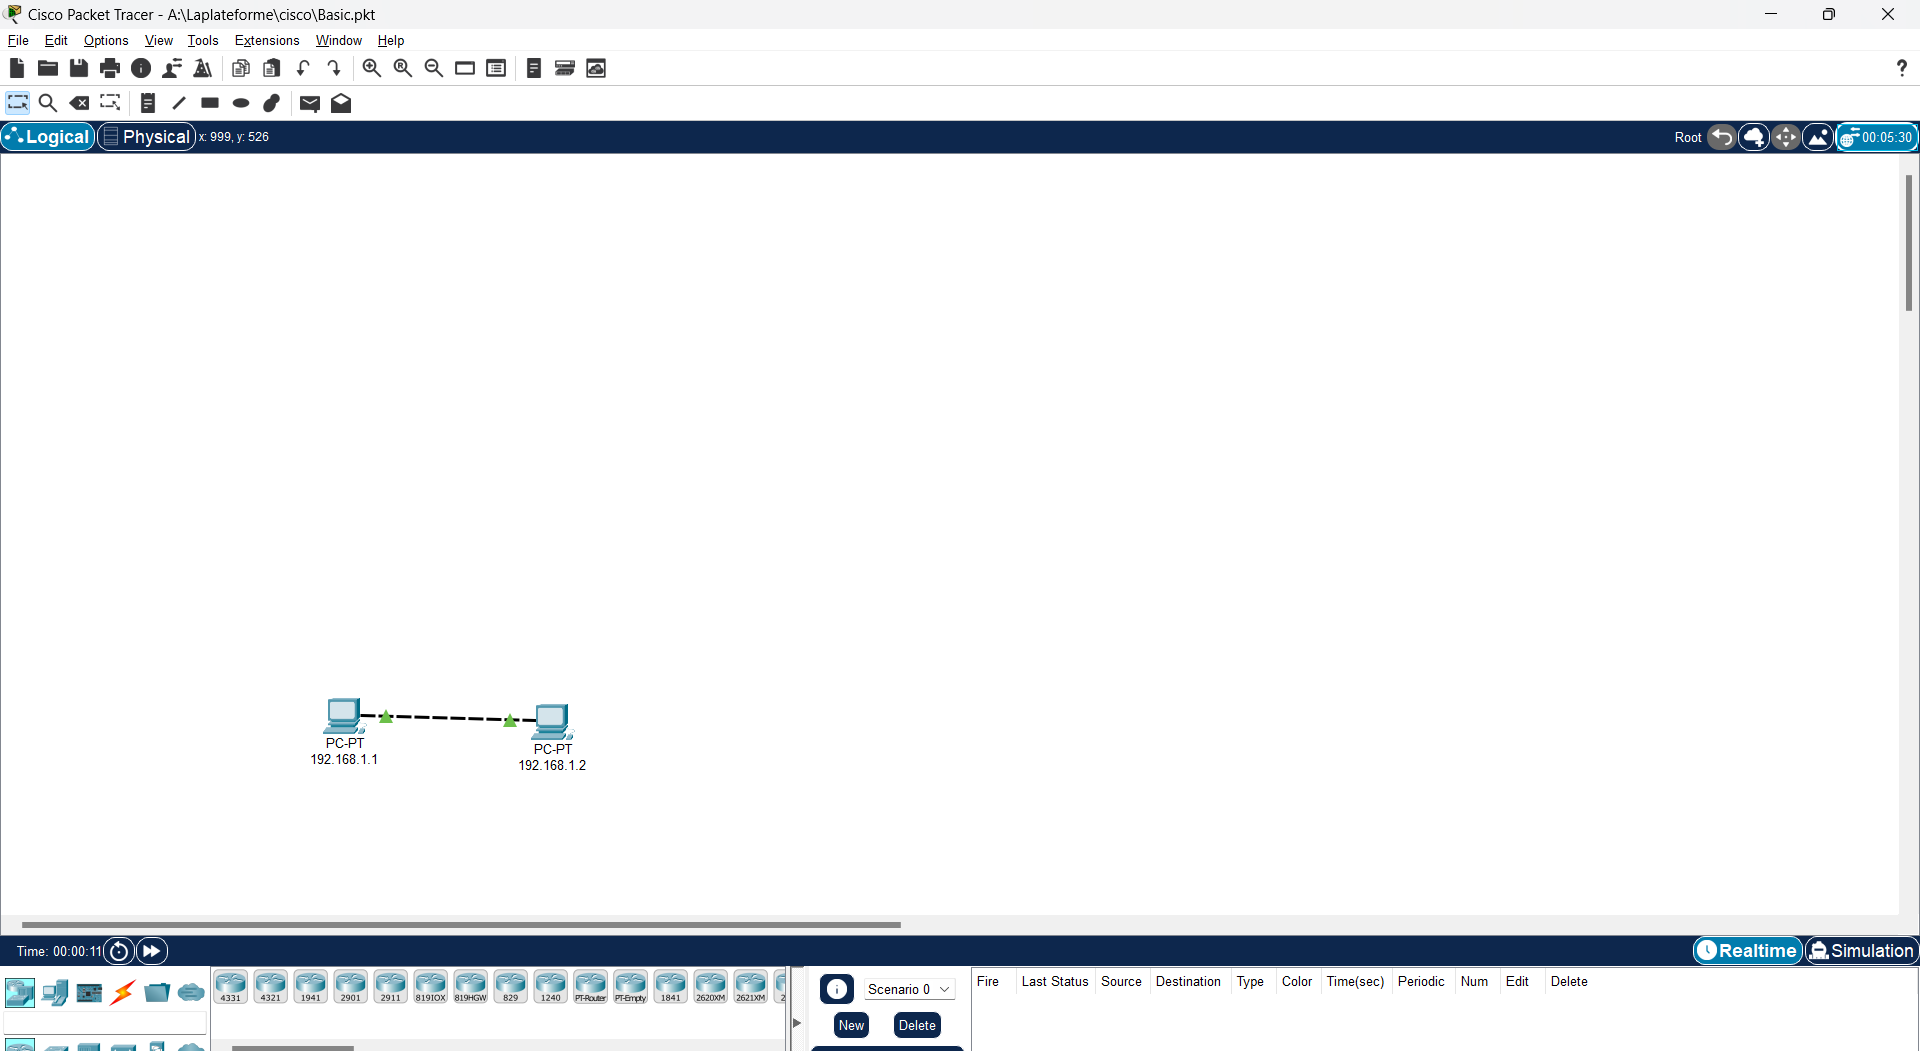 Cisco Packet Tracer - A:\Laplateforme\cisco\Basic.pkt
File Edit Options View Tools Extensions Window Help
Logical Physical x: 999, y: 526 Root 00:05:30
PC-PT
192.168.1.1
PC-PT
192.168.1.2
Time: 00:00:11 Realtime Simulation
4331 4321 1941 2901 2911 819IOX 819HGW 829 1240 PT-Router PT-Empty 1841 2620XM 2621XM 2
Scenario 0
New Delete
Fire Last Status Source Destination Type Color Time(sec) Periodic Num Edit Delete